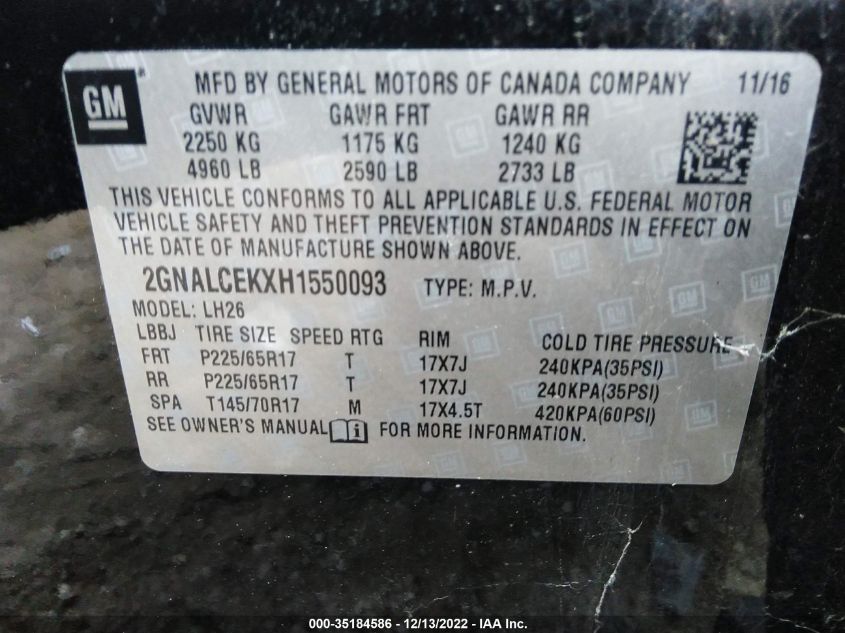 GM® MFD BY GENERAL MOTORS OF CANADA COMPANY 11/16
GVWR GAWR FRT GAWR RR
2250 KG 1175 KG 1240 KG
4960 LB 2590 LB 2733 LB
THIS VEHICLE CONFORMS TO ALL APPLICABLE U.S. FEDERAL MOTOR
VEHICLE SAFETY AND THEFT PREVENTION STANDARDS IN EFFECT ON
THE DATE OF MANUFACTURE SHOWN ABOVE.
2GNALCEKXH1550093 TYPE: M.P.V.
MODEL: LH26
LBBJ TIRE SIZE SPEED RTG RIM COLD TIRE PRESSURE
FRT P225/65R17 T 17X7J 240KPA(35PSI)
RR P225/65R17 T 17X7J 240KPA(35PSI)
SPA T145/70R17 M 17X4.5T 420KPA(60PSI)
SEE OWNER'S MANUAL i FOR MORE INFORMATION.
000-35184586 - 12/13/2022 - IAA Inc.